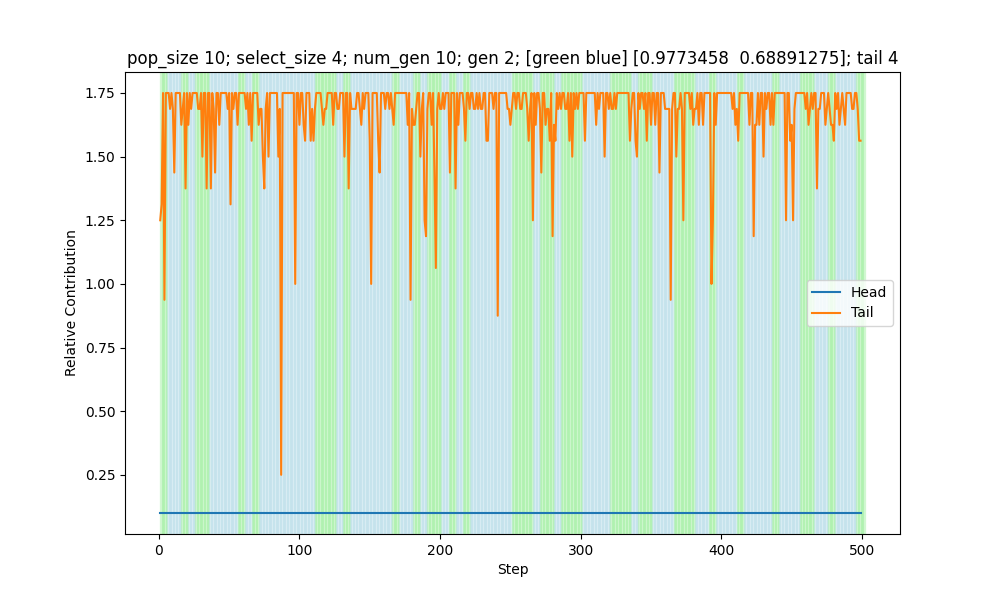 pop_size 10; select_size 4; num_gen 10; gen 2; [green blue] [0.9773458  0.68891275]; tail 4
1.75
1.50
1.25
1.00
0.75
0.50
0.25
Relative Contribution
Head
Tail
0 100 200 300 400 500
Step